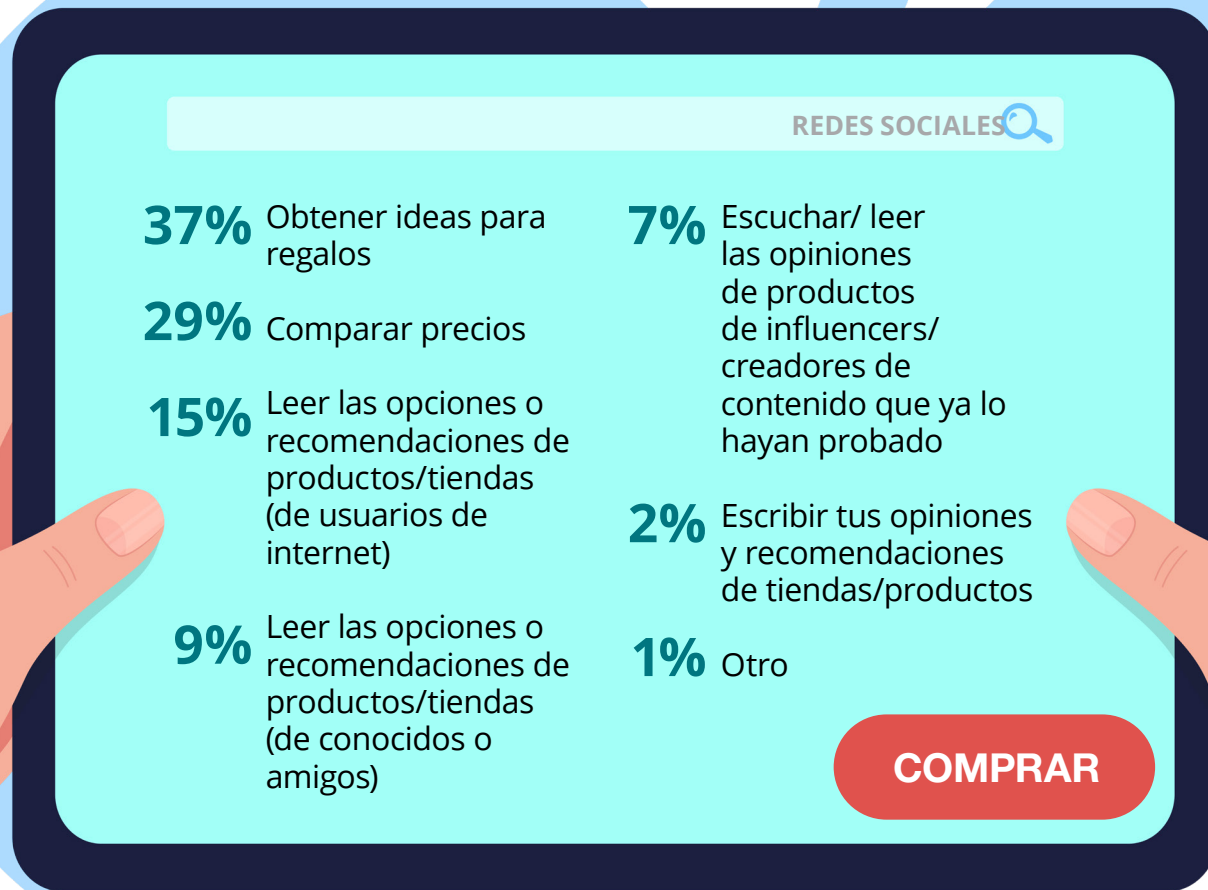 REDES SOCIALES
37% Obtener ideas para
regalos
29% Comparar precios
15% Leer las opciones o
recomendaciones de
productos/tiendas
(de usuarios de
internet)
9% Leer las opciones o
recomendaciones de
productos/tiendas
(de conocidos o
amigos)
7% Escuchar/ leer
las opiniones
de productos
de influencers/
creadores de
contenido que ya lo
hayan probado
2% Escribir tus opiniones
y recomendaciones
de tiendas/productos
1% Otro
COMPRAR